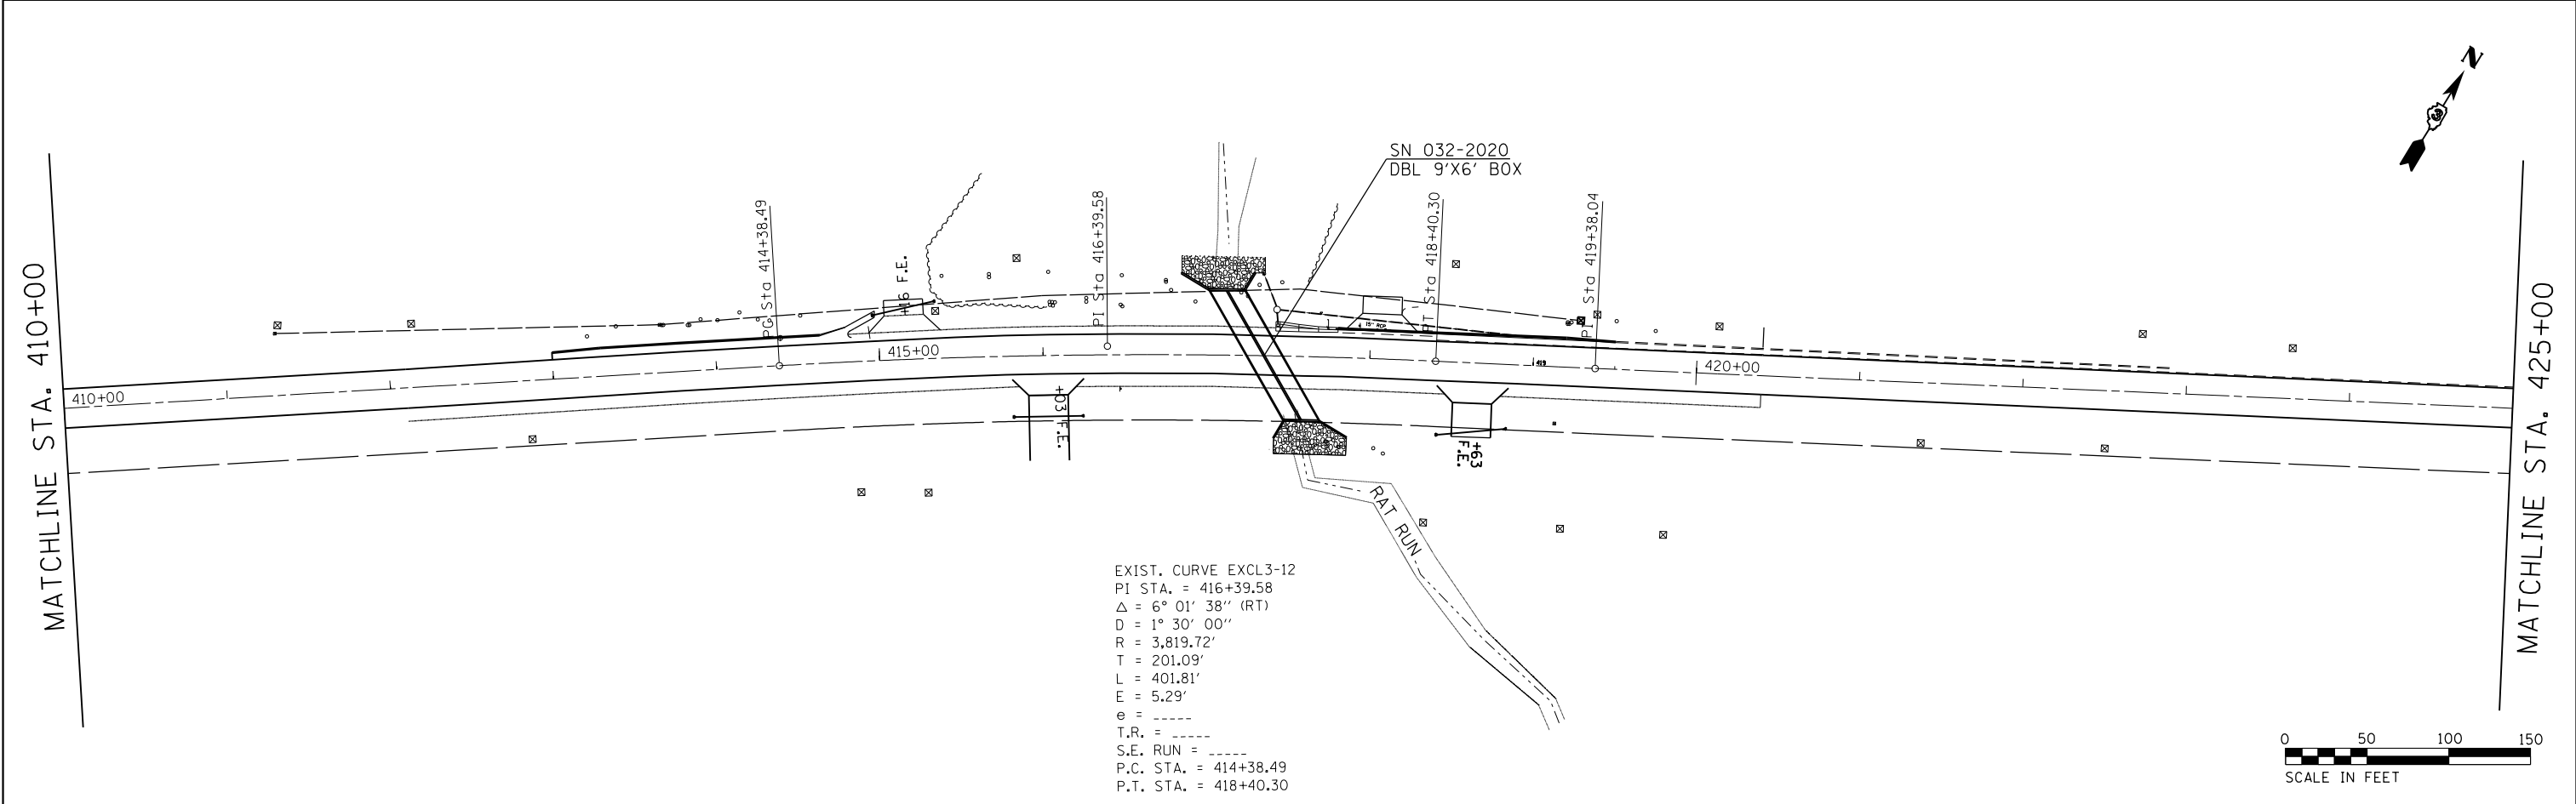 N
3
SN 032-2020
DBL 9'X6' BOX
MATCHLINE STA. 410+00
PC Sta 414+38.49
+16 F.E.
PI Sta 416+39.58
PT Sta 418+40.30
PI Sta 419+38.04
MATCHLINE STA. 425+00
410+00
415+00
15" RCP
419
420+00
+03 F.E.
+63
F.E.
RAT RUN
EXIST. CURVE EXCL3-12
PI STA. = 416+39.58
△ = 6° 01' 38'' (RT)
D = 1° 30' 00''
R = 3,819.72'
T = 201.09'
L = 401.81'
E = 5.29'
e = _____
T.R. = _____
S.E. RUN = _____
P.C. STA. = 414+38.49
P.T. STA. = 418+40.30
0 50 100 150
SCALE IN FEET